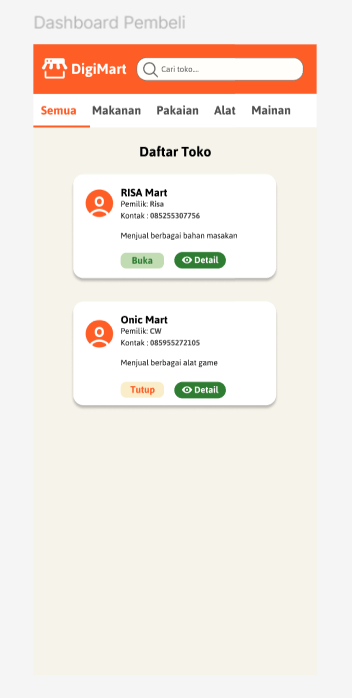 Dashboard Pembeli
DigiMart
Cari toko...
Semua Makanan Pakaian Alat Mainan
Daftar Toko
RISA Mart
Pemilik: Risa
Kontak : 085255307756
Menjual berbagai bahan masakan
Buka Detail
Onic Mart
Pemilik: CW
Kontak : 085955272105
Menjual berbagai alat game
Tutup Detail